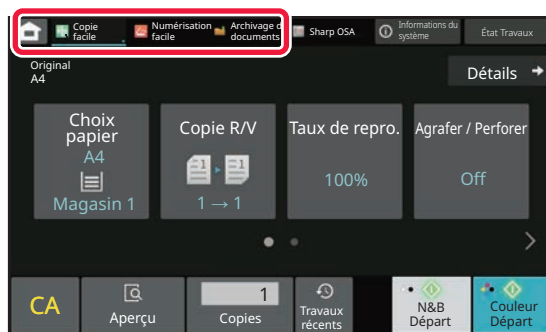 Copie facile
Numérisation facile
Archivage d documents
Sharp OSA
Informations du système
État Travaux
Original
A4
Détails
Choix papier
A4
Magasin 1
Copie R/V
1 1
1 → 1
Taux de repro.
100%
Agrafer / Perforer
Off
CA
Aperçu
1
Copies
Travaux récents
N&B Départ
Couleur Départ